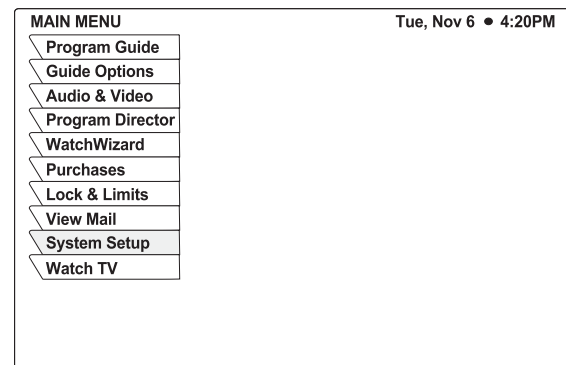 MAIN MENU Tue, Nov 6 ● 4:20PM
Program Guide
Guide Options
Audio & Video
Program Director
WatchWizard
Purchases
Lock & Limits
View Mail
System Setup
Watch TV